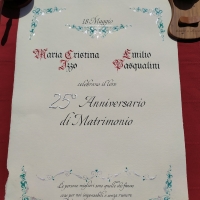 18 Maggio
Maria Cristina Emilio
Izzo Pasqualini
celebrano il loro
25° Anniversario
di Matrimonio